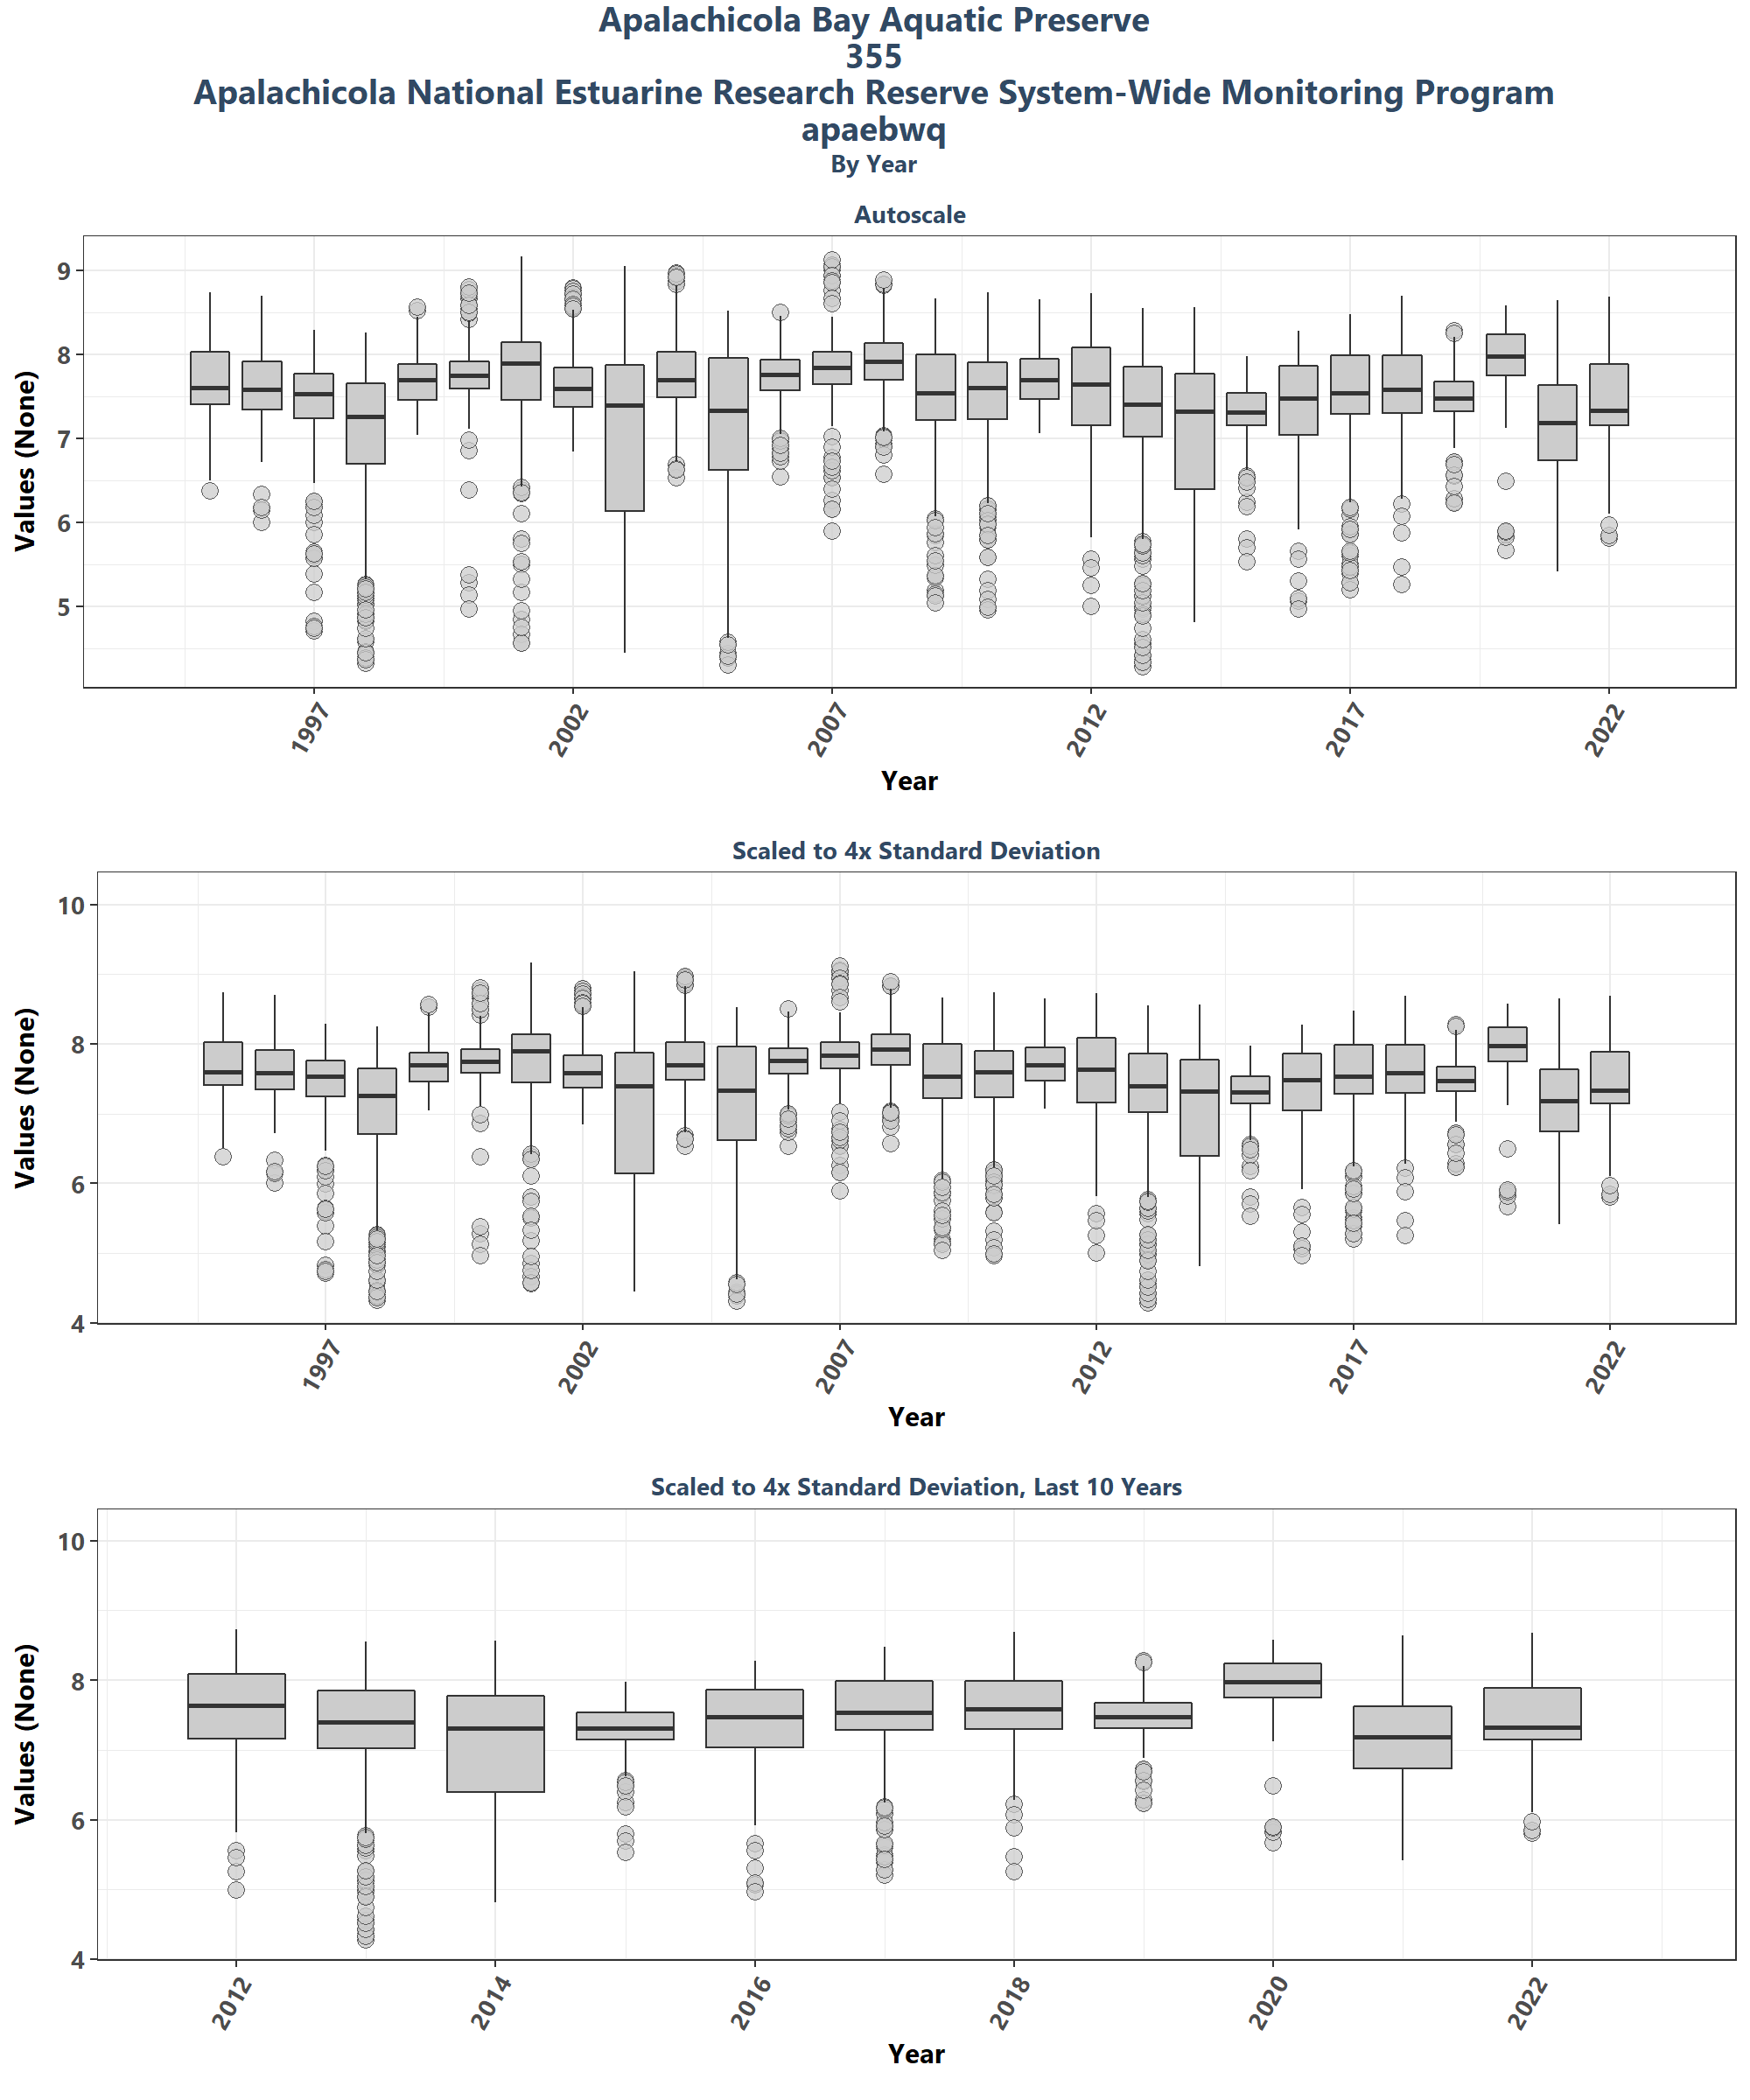 Apalachicola Bay Aquatic Preserve
355
Apalachicola National Estuarine Research Reserve System-Wide Monitoring Program
apaebwq
By Year
Autoscale
9
8
7
6
5
Values (None)
1997 2002 2007 2012 2017 2022
Year
Scaled to 4x Standard Deviation
10
8
6
4
Values (None)
1997 2002 2007 2012 2017 2022
Year
Scaled to 4x Standard Deviation, Last 10 Years
10
8
6
4
Values (None)
2012 2014 2016 2018 2020 2022
Year